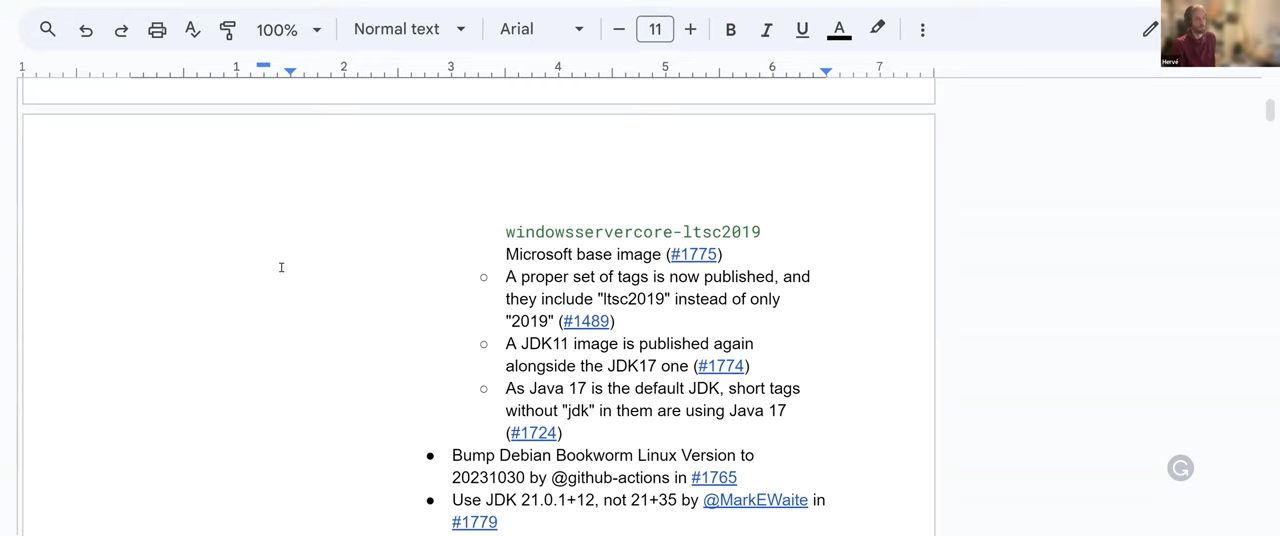 100% Normal text Arial 11 B I U A
Hervé
1 1 2 3 4 5 6 7
windowsservercore-ltsc2019
Microsoft base image (#1775)
○ A proper set of tags is now published, and
they include "ltsc2019" instead of only
"2019" (#1489)
○ A JDK11 image is published again
alongside the JDK17 one (#1774)
○ As Java 17 is the default JDK, short tags
without "jdk" in them are using Java 17
(#1724)
● Bump Debian Bookworm Linux Version to
20231030 by @github-actions in #1765
● Use JDK 21.0.1+12, not 21+35 by @MarkEWaite in
#1779